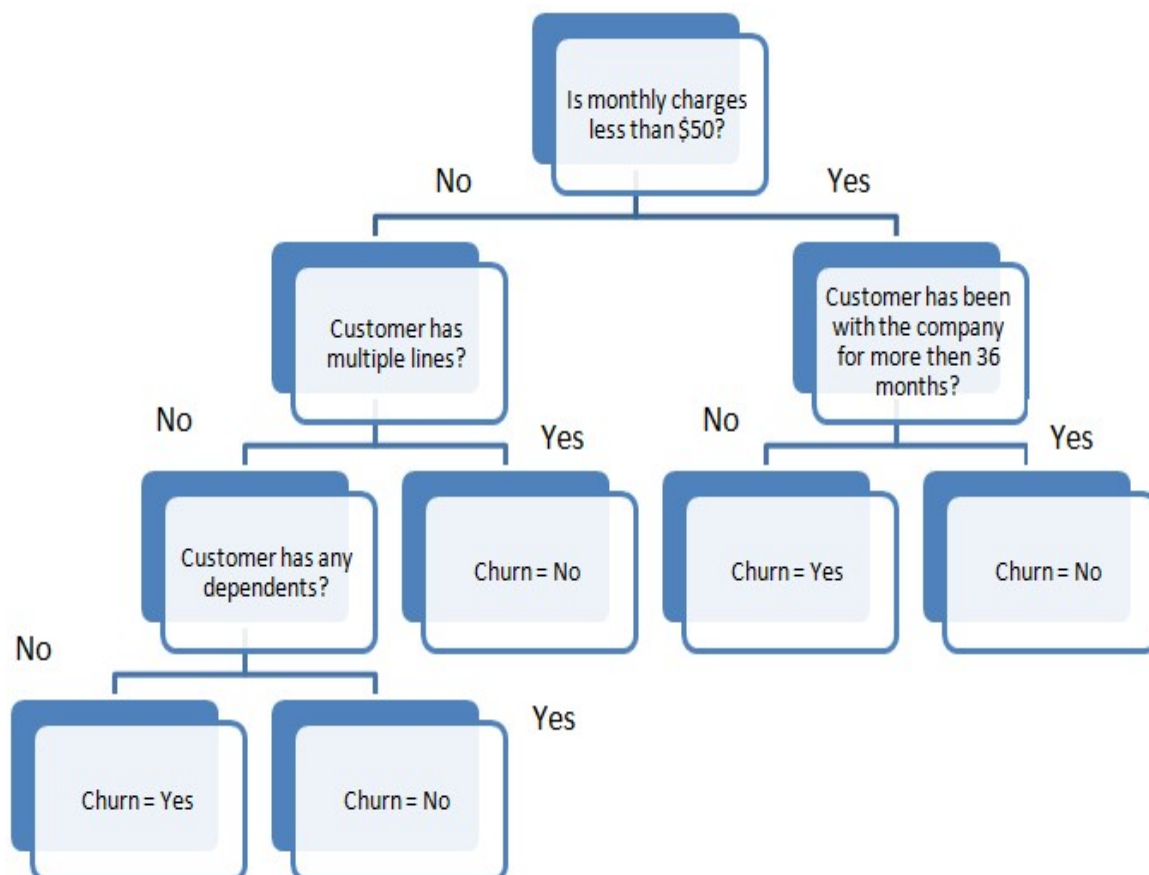 Is monthly charges
less than $50?
No
Yes
Customer has
multiple lines?
Customer has been
with the company
for more then 36
months?
No
Yes
No
Yes
Customer has any
dependents?
Churn = No
Churn = Yes
Churn = No
No
Yes
Churn = Yes
Churn = No